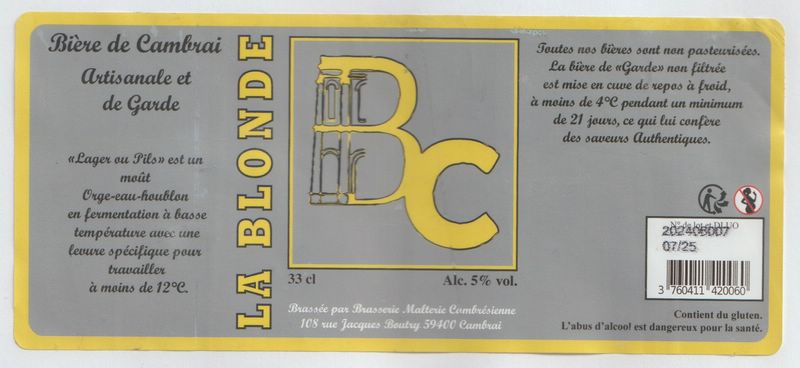 Bière de Cambrai
Artisanale et
de Garde
«Lager ou Pils» est un
moût
Orge-eau-houblon
en fermentation à basse
température avec une
levure spécifique pour
travailler
à moins de 12°C.
LA BLONDE
BC
33 cl
Alc. 5% vol.
Brassée par Brasserie Malterie Cambrésienne
108 rue Jacques Boutry 59400 Cambrai
Toutes nos bières sont non pasteurisées.
La bière de «Garde» non filtrée
est mise en cuve de repos à froid,
à moins de 4°C pendant un minimum
de 21 jours, ce qui lui confère
des saveurs Authentiques.
N° de lot et DLUO
202405007
07/25
3 760411 420060
Contient du gluten.
L'abus d'alcool est dangereux pour la santé.